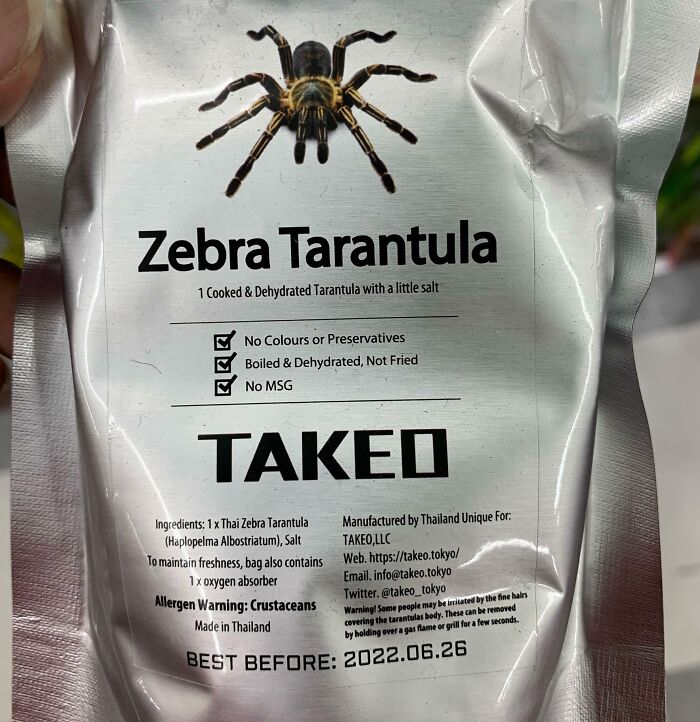 Zebra Tarantula
1 Cooked & Dehydrated Tarantula with a little salt
No Colours or Preservatives
Boiled & Dehydrated, Not Fried
No MSG
TAKEO
Ingredients: 1 x Thai Zebra Tarantula
(Haplopelma Albostriatum), Salt
To maintain freshness, bag also contains
1 x oxygen absorber
Allergen Warning: Crustaceans
Made in Thailand
Manufactured by Thailand Unique For:
TAKEO,LLC
Web. https://takeo.tokyo/
Email. info@takeo.tokyo
Twitter. @takeo_tokyo
Warning! Some people may be irritated by the fine hairs
covering the tarantulas body. These can be removed
by holding over a gas flame or grill for a few seconds.
BEST BEFORE: 2022.06.26